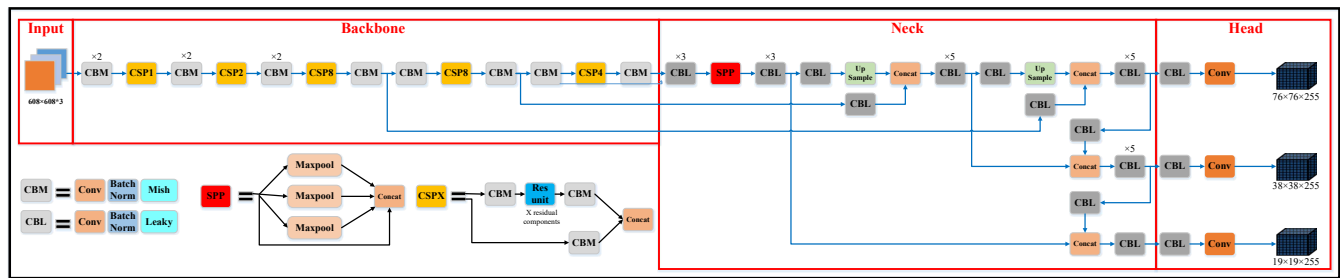 Input
Backbone
Neck
Head
×2
×2
×2
×3
×3
×5
×5
CBM
CSP1
CBM
CSP2
CBM
CSP8
CBM
CBM
CSP8
CBM
CBM
CSP4
CBM
CBL
SPP
CBL
CBL
Up
Sample
Concat
CBL
CBL
Up
Sample
Concat
CBL
CBL
Conv
608×608*3
76×76×255
CBL
CBL
CBL
Concat
×5
CBL
CBL
Conv
38×38×255
CBL
Concat
CBL
CBL
Conv
19×19×255
CBM
=
Conv
Batch
Norm
Mish
CBL
=
Conv
Batch
Norm
Leaky
SPP
=
Maxpool
Maxpool
Maxpool
Concat
CSPX
=
CBM
Res
unit
X residual
components
CBM
CBM
Concat